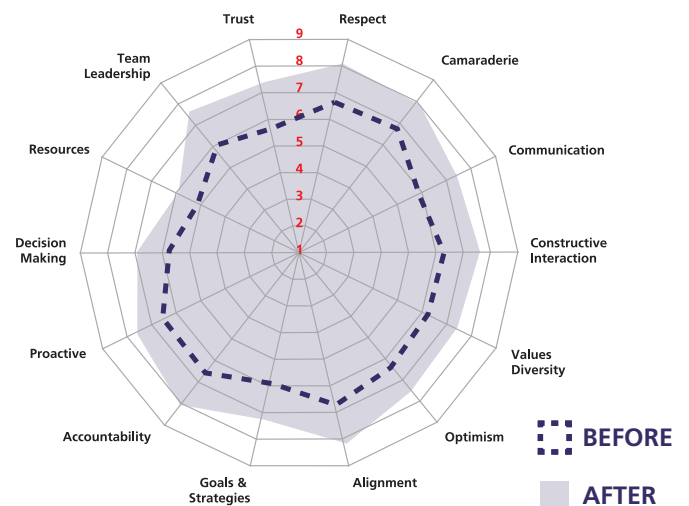 Trust
Respect
9
Team
Leadership
8
Camaraderie
7
6
Resources
5
Communication
4
3
2
Decision
Making
1
Constructive
Interaction
Proactive
Values
Diversity
Accountability
Optimism
Goals &
Strategies
Alignment
BEFORE
AFTER